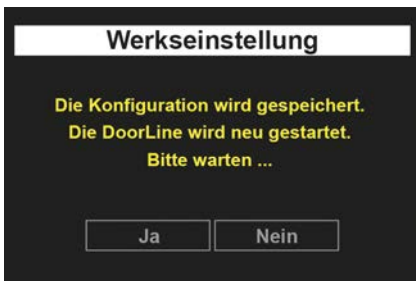 Werkseinstellung
Die Konfiguration wird gespeichert.
Die DoorLine wird neu gestartet.
Bitte warten ...
Ja Nein